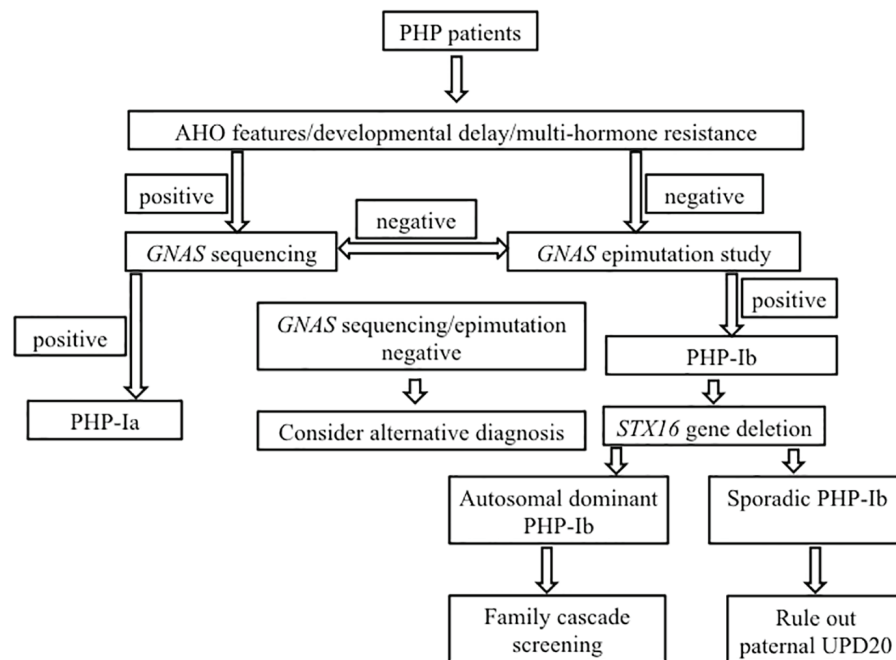 PHP patients
AHO features/developmental delay/multi-hormone resistance
positive
negative
negative
GNAS sequencing
GNAS epimutation study
positive
positive
GNAS sequencing/epimutation
negative
PHP-Ib
PHP-Ia
Consider alternative diagnosis
STX16 gene deletion
Autosomal dominant
PHP-Ib
Sporadic PHP-Ib
Family cascade
screening
Rule out
paternal UPD20